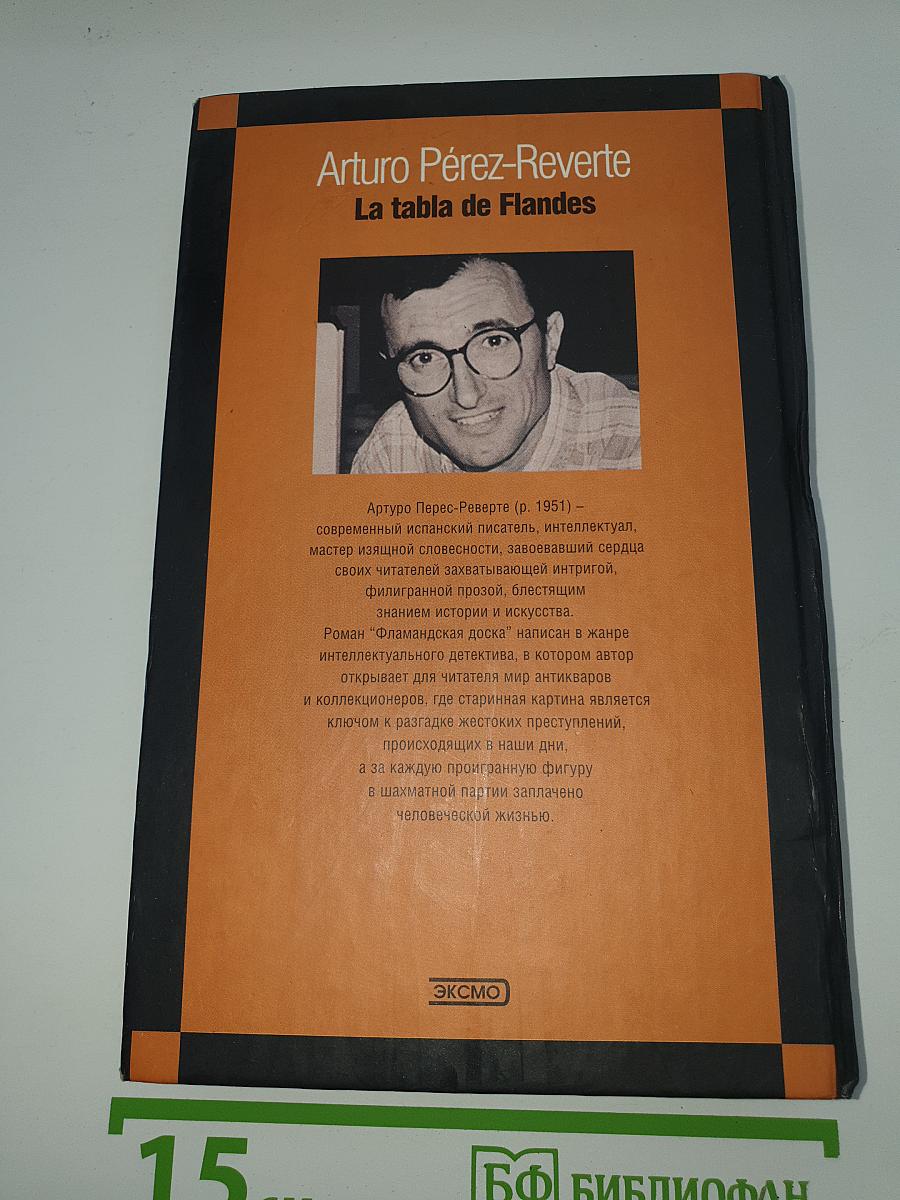 Arturo Pérez-Reverte
La tabla de Flandes
Артуро Перес-Реверте (р. 1951) –
современный испанский писатель, интеллектуал,
мастер изящной словесности, завоевавший сердца
своих читателей захватывающей интригой,
филигранной прозой, блестящим
знанием истории и искусства.
Роман "Фламандская доска" написан в жанре
интеллектуального детектива, в котором автор
открывает для читателя мир антикваров
и коллекционеров, где старинная картина является
ключом к разгадке жестоких преступлений,
происходящих в наши дни,
а за каждую проигранную фигуру
в шахматной партии заплачено
человеческой жизнью.
ЭКСМО
15 см
БФ БИБЛИОФАН